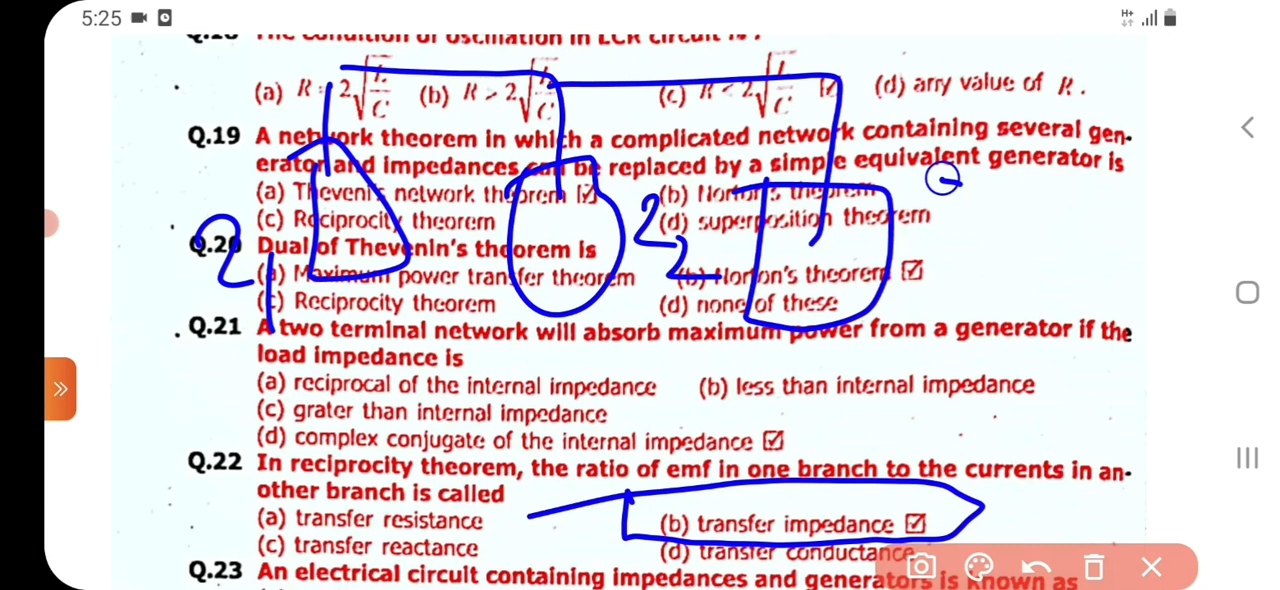 5:25 H+
Q.18 The condition of oscillation in LCR circuit is ?
(a) R = 2√L/C (b) R > 2√L/C (c) R < 2√L/C ☑ (d) arry value of R .
Q.19 A network theorem in which a complicated network containing several gen-
erator and impedances can be replaced by a simple equivalent generator is
(a) Thevenis network theorem ☑ (b) Norton's theorem
(c) Reciprocity theorem (d) superposition theorem
Q.20 Dual of Thevenin's theorem is
(a) Maximum power transfer theorem (b) Norton's theorem ☑
(c) Reciprocity theorem (d) none of these
Q.21 A two terminal network will absorb maximum power from a generator if the
load impedance is
(a) reciprocal of the internal impedance (b) less than internal impedance
(c) grater than internal impedance
(d) complex conjugate of the internal impedance ☑
Q.22 In reciprocity theorem, the ratio of emf in one branch to the currents in an-
other branch is called
(a) transfer resistance (b) transfer impedance ☑
(c) transfer reactance (d) transfer conductance
Q.23 An electrical circuit containing impedances and generators is known as